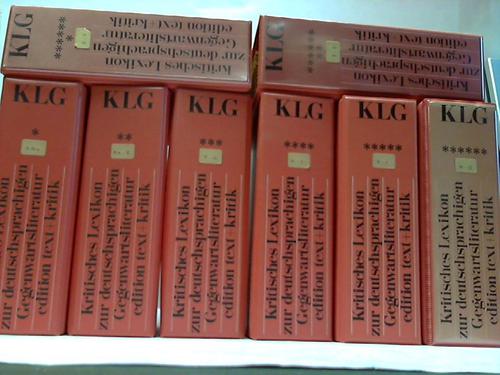 KLG
*******
Kritisches Lexikon
zur deutschsprachigen
Gegenwartsliteratur
edition text+kritik
KLG
Kritisches Lexikon
zur deutschsprachigen
Gegenwartsliteratur
edition text+kritik
KLG
*
Kritisches Lexikon
zur deutschsprachigen
Gegenwartsliteratur
edition text+kritik
KLG
**
Kritisches Lexikon
zur deutschsprachigen
Gegenwartsliteratur
edition text+kritik
KLG
***
Kritisches Lexikon
zur deutschsprachigen
Gegenwartsliteratur
edition text+kritik
KLG
****
Kritisches Lexikon
zur deutschsprachigen
Gegenwartsliteratur
edition text+kritik
KLG
*****
Kritisches Lexikon
zur deutschsprachigen
Gegenwartsliteratur
edition text+kritik
KLG
******
Kritisches Lexikon
zur deutschsprachigen
Gegenwartsliteratur
edition text+kritik